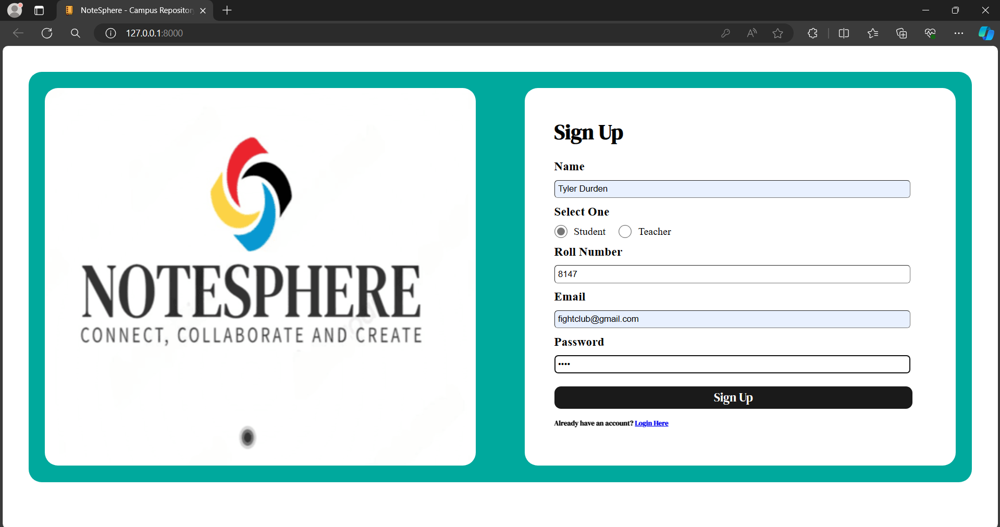 NoteSphere - Campus Repository
127.0.0.1:8000
NOTESPHERE
CONNECT, COLLABORATE AND CREATE
Sign Up
Name
Tyler Durden
Select One
Student Teacher
Roll Number
8147
Email
fightclub@gmail.com
Password
••••
Sign Up
Already have an account? Login Here